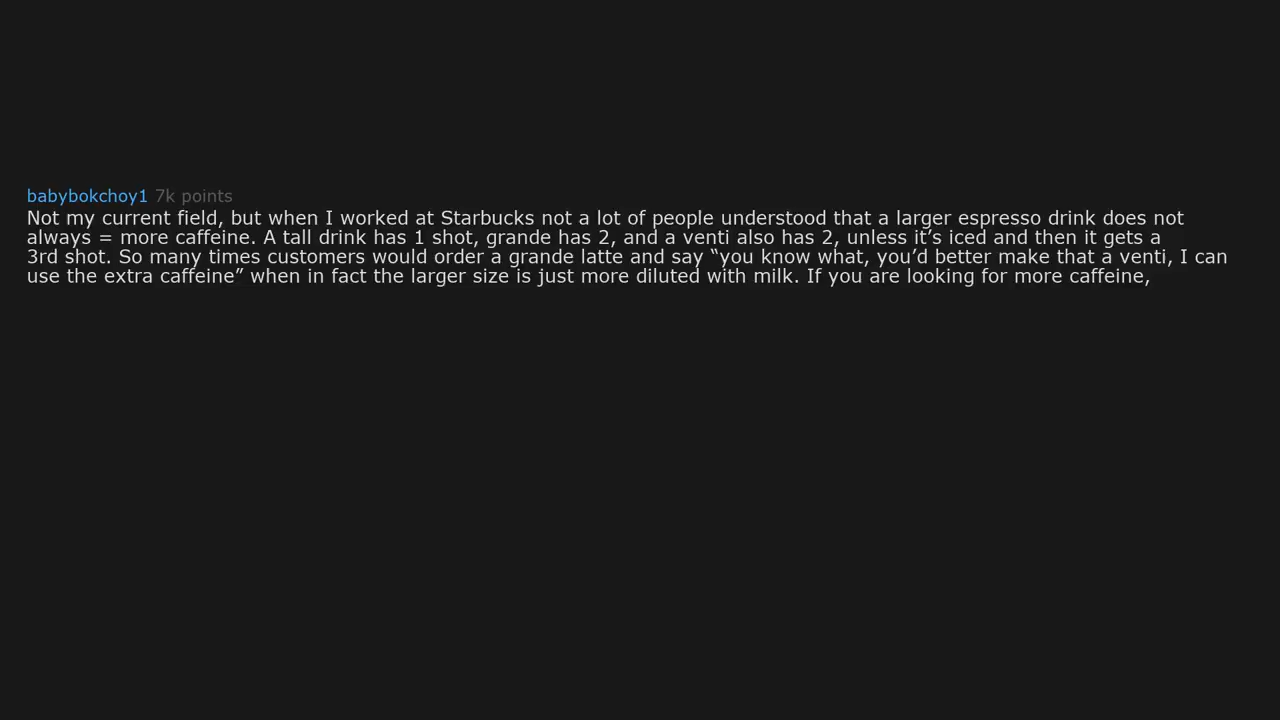 babybokchoy1 7k points
Not my current field, but when I worked at Starbucks not a lot of people understood that a larger espresso drink does not
always = more caffeine. A tall drink has 1 shot, grande has 2, and a venti also has 2, unless it’s iced and then it gets a
3rd shot. So many times customers would order a grande latte and say “you know what, you’d better make that a venti, I can
use the extra caffeine” when in fact the larger size is just more diluted with milk. If you are looking for more caffeine,